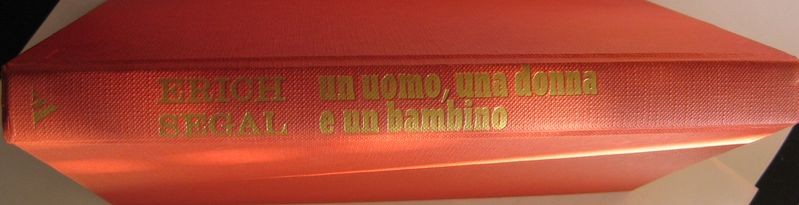 ERICH
SEGAL
un uomo, una donna
e un bambino